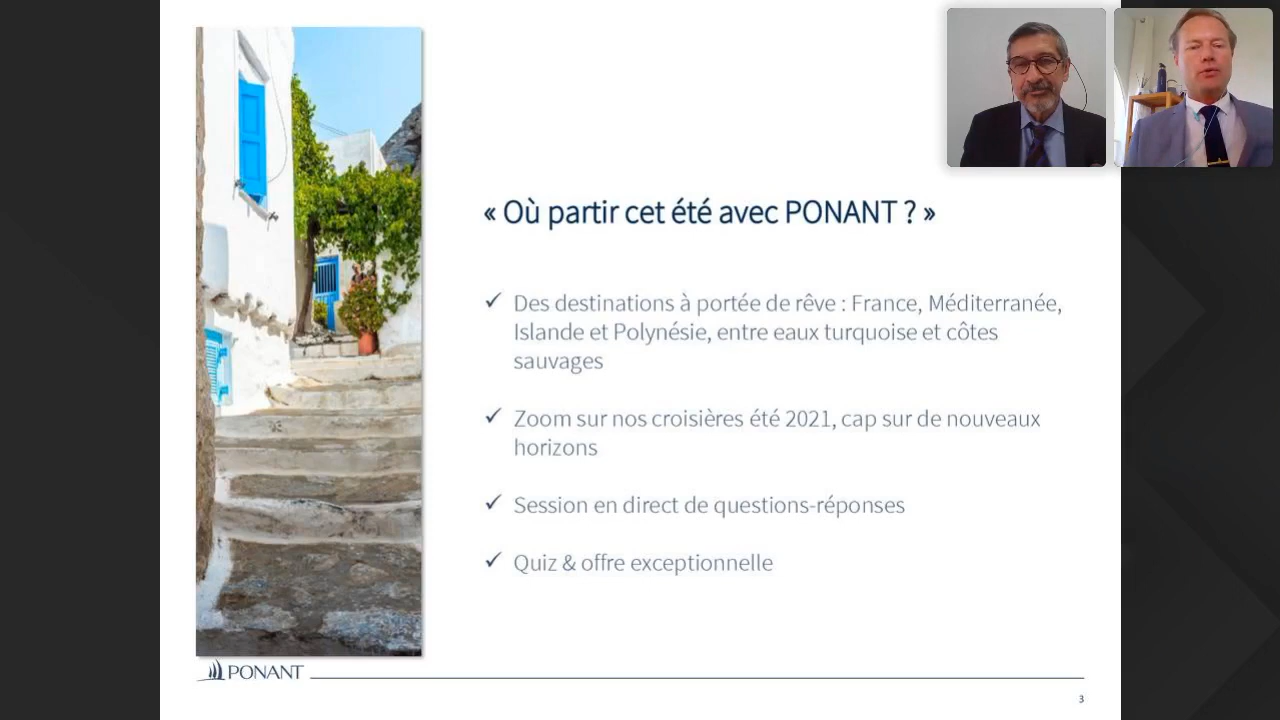 « Où partir cet été avec PONANT ? »
✓ Des destinations à portée de rêve : France, Méditerranée,
Islande et Polynésie, entre eaux turquoise et côtes
sauvages
✓ Zoom sur nos croisières été 2021, cap sur de nouveaux
horizons
✓ Session en direct de questions-réponses
✓ Quiz & offre exceptionnelle
PONANT
3